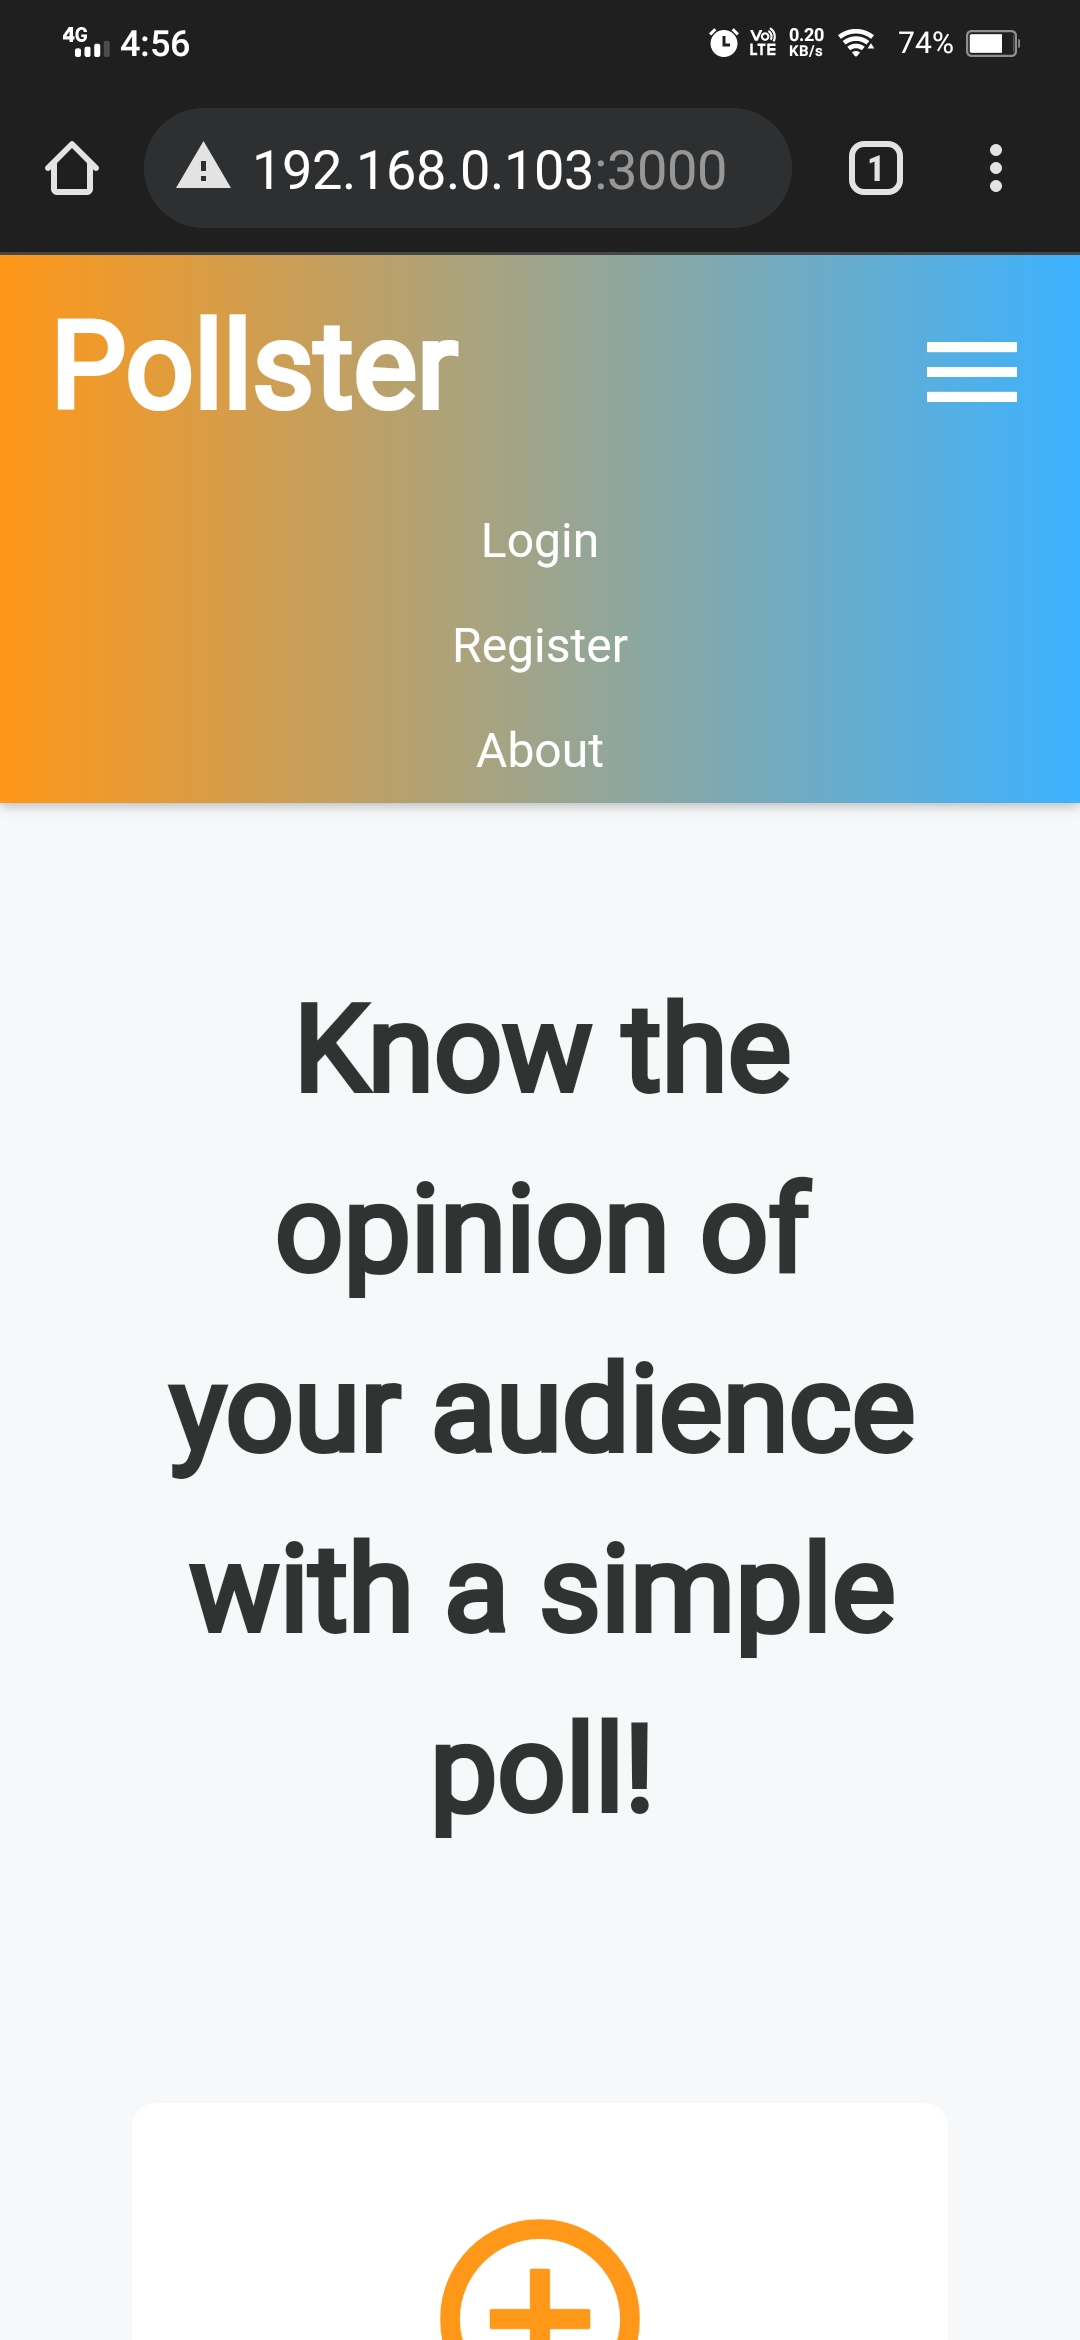 4G 4:56 Vo) LTE 0.20 KB/s 74%
192.168.0.103:3000 1
Pollster
Login
Register
About
Know the
opinion of
your audience
with a simple
poll!